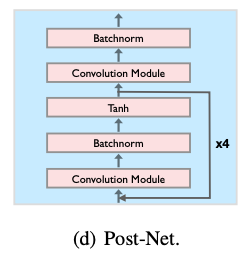 Batchnorm
Convolution Module
Tanh
x4
Batchnorm
Convolution Module
(d) Post-Net.